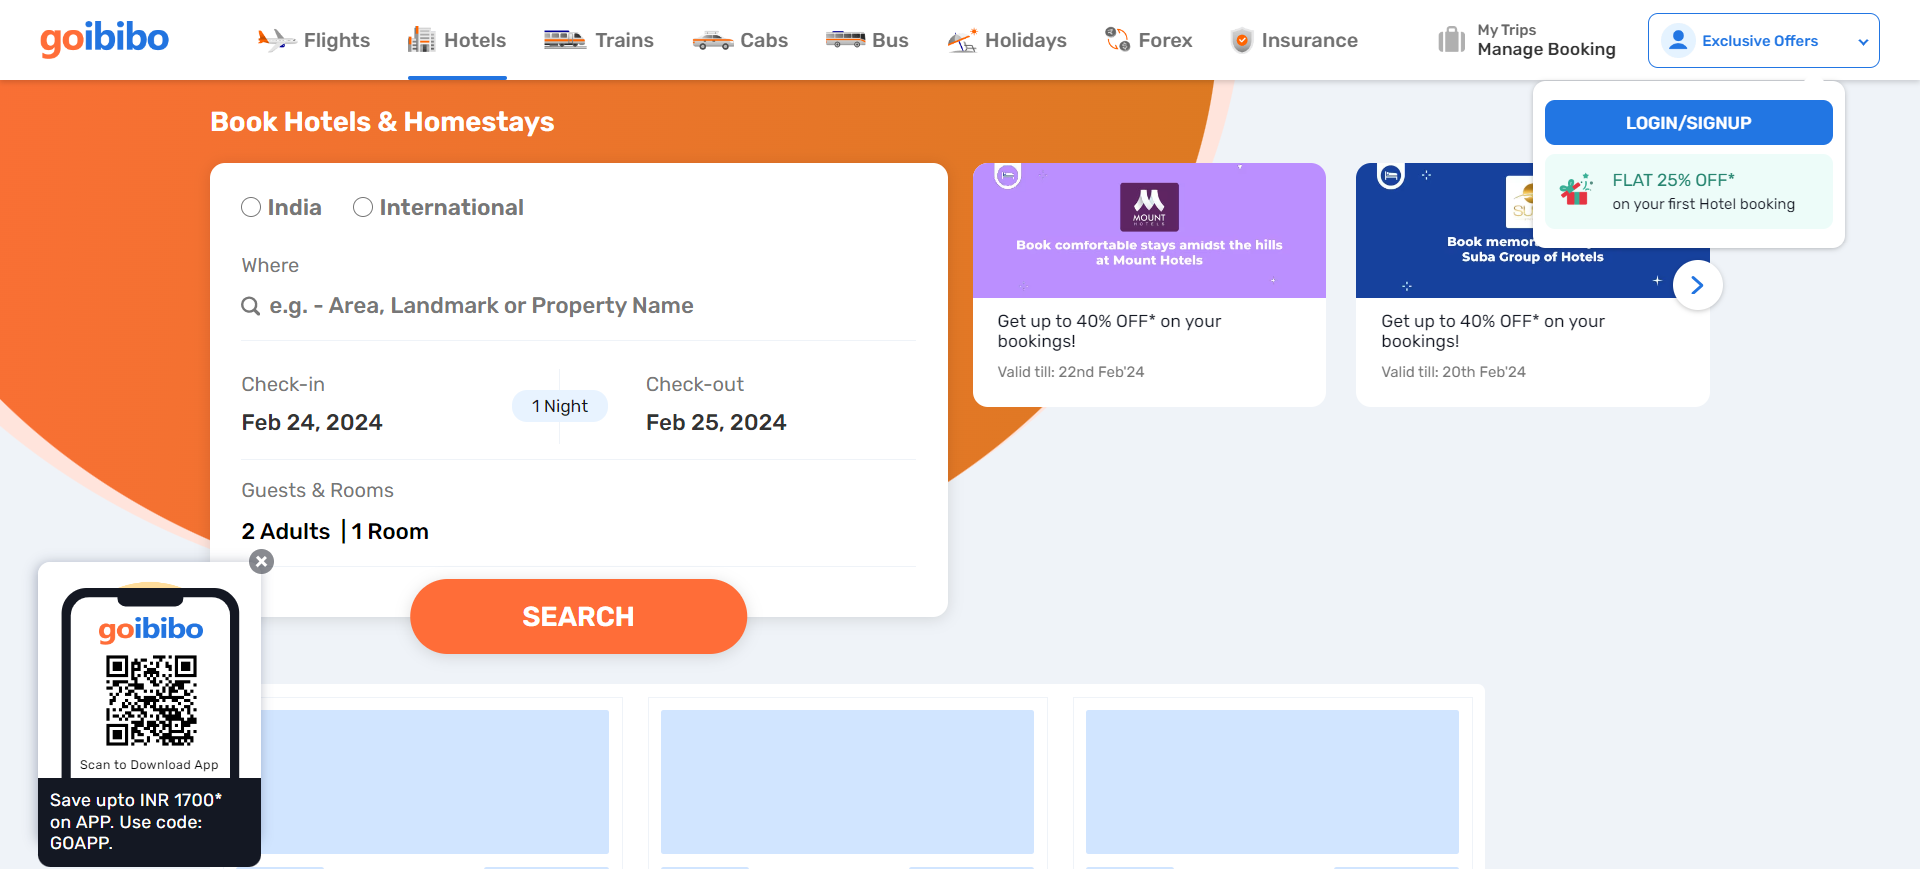 goibibo
Flights
Hotels
Trains
Cabs
Bus
Holidays
Forex
Insurance
My Trips
Manage Booking
Exclusive Offers
LOGIN/SIGNUP
FLAT 25% OFF*
on your first Hotel booking
Book Hotels & Homestays
India
International
Where
e.g. - Area, Landmark or Property Name
Check-in
Feb 24, 2024
1 Night
Check-out
Feb 25, 2024
Guests & Rooms
2 Adults | 1 Room
SEARCH
MOUNT
HOTELS
Book comfortable stays amidst the hills
at Mount Hotels
Get up to 40% OFF* on your
bookings!
Valid till: 22nd Feb'24
Book memor
Suba Group of Hotels
Get up to 40% OFF* on your
bookings!
Valid till: 20th Feb'24
goibibo
Scan to Download App
Save upto INR 1700*
on APP. Use code:
GOAPP.